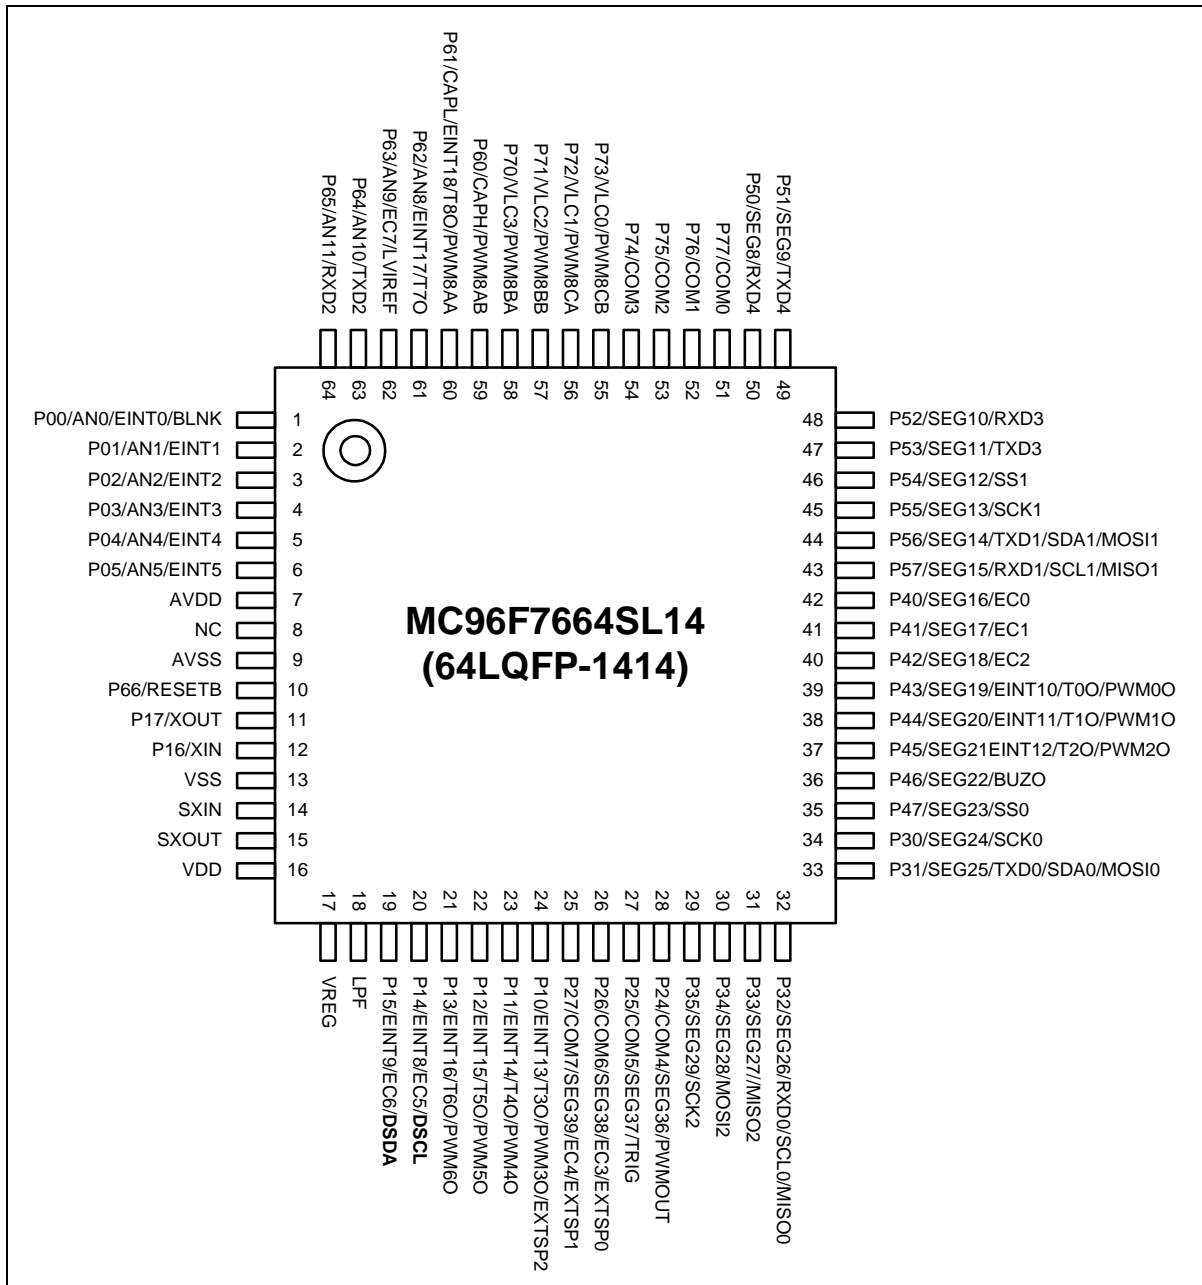 P65/AN11/RXD2
P64/AN10/TXD2
P63/AN9/EC7/LVIREF
P62/AN8/EINT17/T7O
P61/CAPL/EINT18/T8O/PWM8AA
P60/CAPH/PWM8AB
P70/VLC3/PWM8BA
P71/VLC2/PWM8BB
P72/VLC1/PWM8CA
P73/VLC0/PWM8CB
P74/COM3
P75/COM2
P76/COM1
P77/COM0
P50/SEG8/RXD4
P51/SEG9/TXD4
64
63
62
61
60
59
58
57
56
55
54
53
52
51
50
49
P00/AN0/EINT0/BLNK 1
P01/AN1/EINT1 2
P02/AN2/EINT2 3
P03/AN3/EINT3 4
P04/AN4/EINT4 5
P05/AN5/EINT5 6
AVDD 7
NC 8
AVSS 9
P66/RESETB 10
P17/XOUT 11
P16/XIN 12
VSS 13
SXIN 14
SXOUT 15
VDD 16
MC96F7664SL14
(64LQFP-1414)
48 P52/SEG10/RXD3
47 P53/SEG11/TXD3
46 P54/SEG12/SS1
45 P55/SEG13/SCK1
44 P56/SEG14/TXD1/SDA1/MOSI1
43 P57/SEG15/RXD1/SCL1/MISO1
42 P40/SEG16/EC0
41 P41/SEG17/EC1
40 P42/SEG18/EC2
39 P43/SEG19/EINT10/T0O/PWM0O
38 P44/SEG20/EINT11/T1O/PWM1O
37 P45/SEG21EINT12/T2O/PWM2O
36 P46/SEG22/BUZO
35 P47/SEG23/SS0
34 P30/SEG24/SCK0
33 P31/SEG25/TXD0/SDA0/MOSI0
17
18
19
20
21
22
23
24
25
26
27
28
29
30
31
32
VREG
LPF
P15/EINT9/EC6/DSDA
P14/EINT8/EC5/DSCL
P13/EINT16/T6O/PWM6O
P12/EINT15/T5O/PWM5O
P11/EINT14/T4O/PWM4O
P10/EINT13/T3O/PWM3O/EXTSP2
P27/COM7/SEG39/EC4/EXTSP1
P26/COM6/SEG38/EC3/EXTSP0
P25/COM5/SEG37/TRIG
P24/COM4/SEG36/PWMOUT
P35/SEG29/SCK2
P34/SEG28/MOSI2
P33/SEG27//MISO2
P32/SEG26/RXD0/SCL0/MISO0